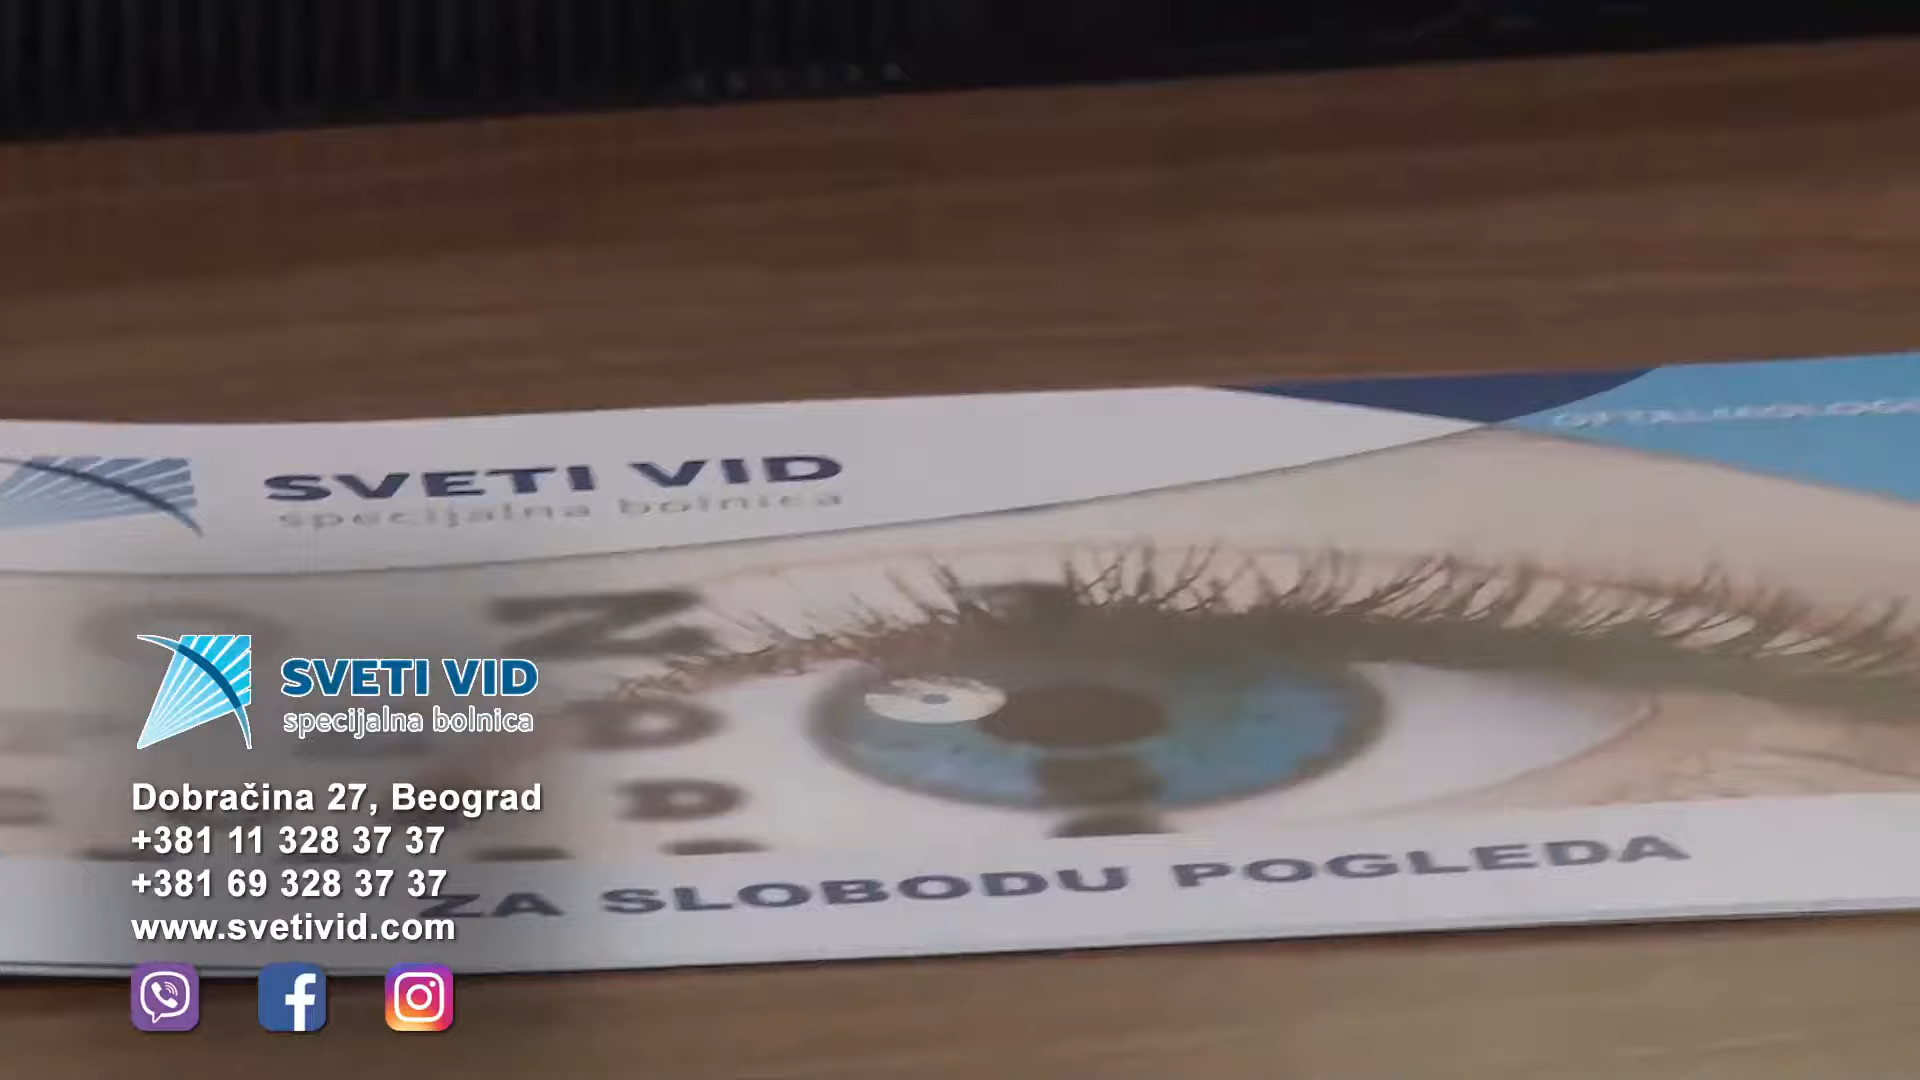 SVETI VID
specijalna bolnica
OFTALMOLOG
Z
D
P
ZA SLOBODU POGLEDA
SVETI VID
specijalna bolnica
Dobračina 27, Beograd
+381 11 328 37 37
+381 69 328 37 37
www.svetivid.com